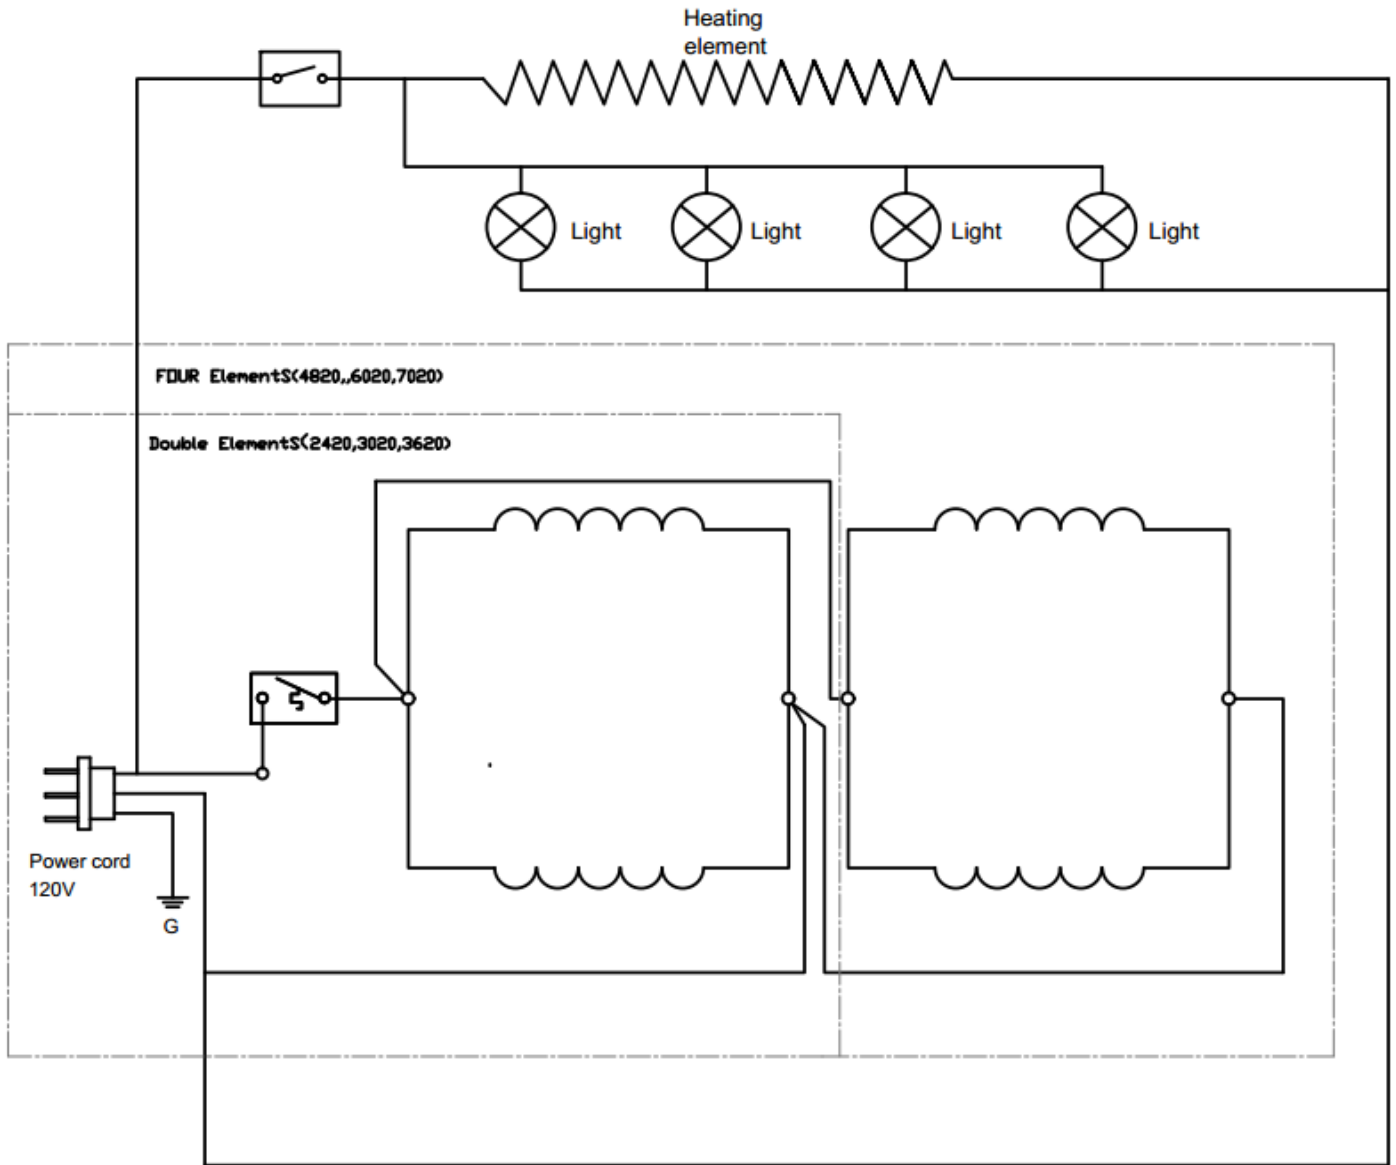 Heating
element
Light
Light
Light
Light
FOUR ElementS(4820,,6020,7020)
Double ElementS(2420,3020,3620)
Power cord
120V
G